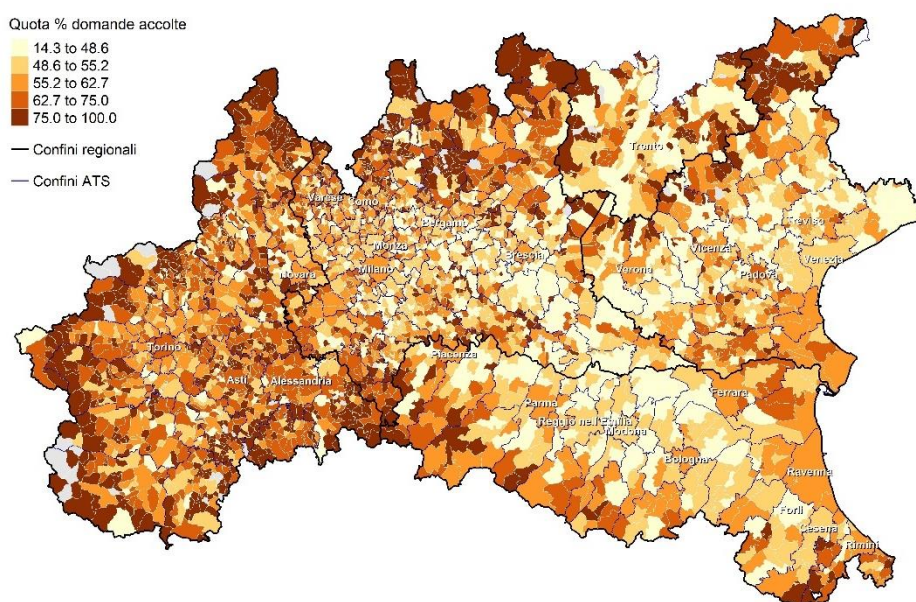 Quota % domande accolte
14.3 to 48.6
48.6 to 55.2
55.2 to 62.7
62.7 to 75.0
75.0 to 100.0
Confini regionali
Confini ATS
Trento
Varese
Como
Bergamo
Treviso
Monza
Vicenza
Brescia
Novara
Milano
Verona
Padova
Venezia
Torino
Piacenza
Asti
Alessandria
Ferrara
Parma
Reggio nell'Emilia
Modena
Bologna
Ravenna
Forlì
Cesena
Rimini